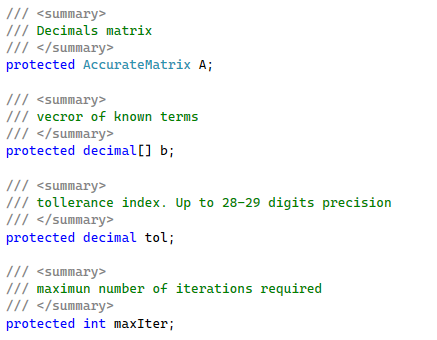 /// <summary>
/// Decimals matrix
/// </summary>
protected AccurateMatrix A;
/// <summary>
/// vecror of known terms
/// </summary>
protected decimal[] b;
/// <summary>
/// tollerance index. Up to 28-29 digits precision
/// </summary>
protected decimal tol;
/// <summary>
/// maximun number of iterations required
/// </summary>
protected int maxIter;